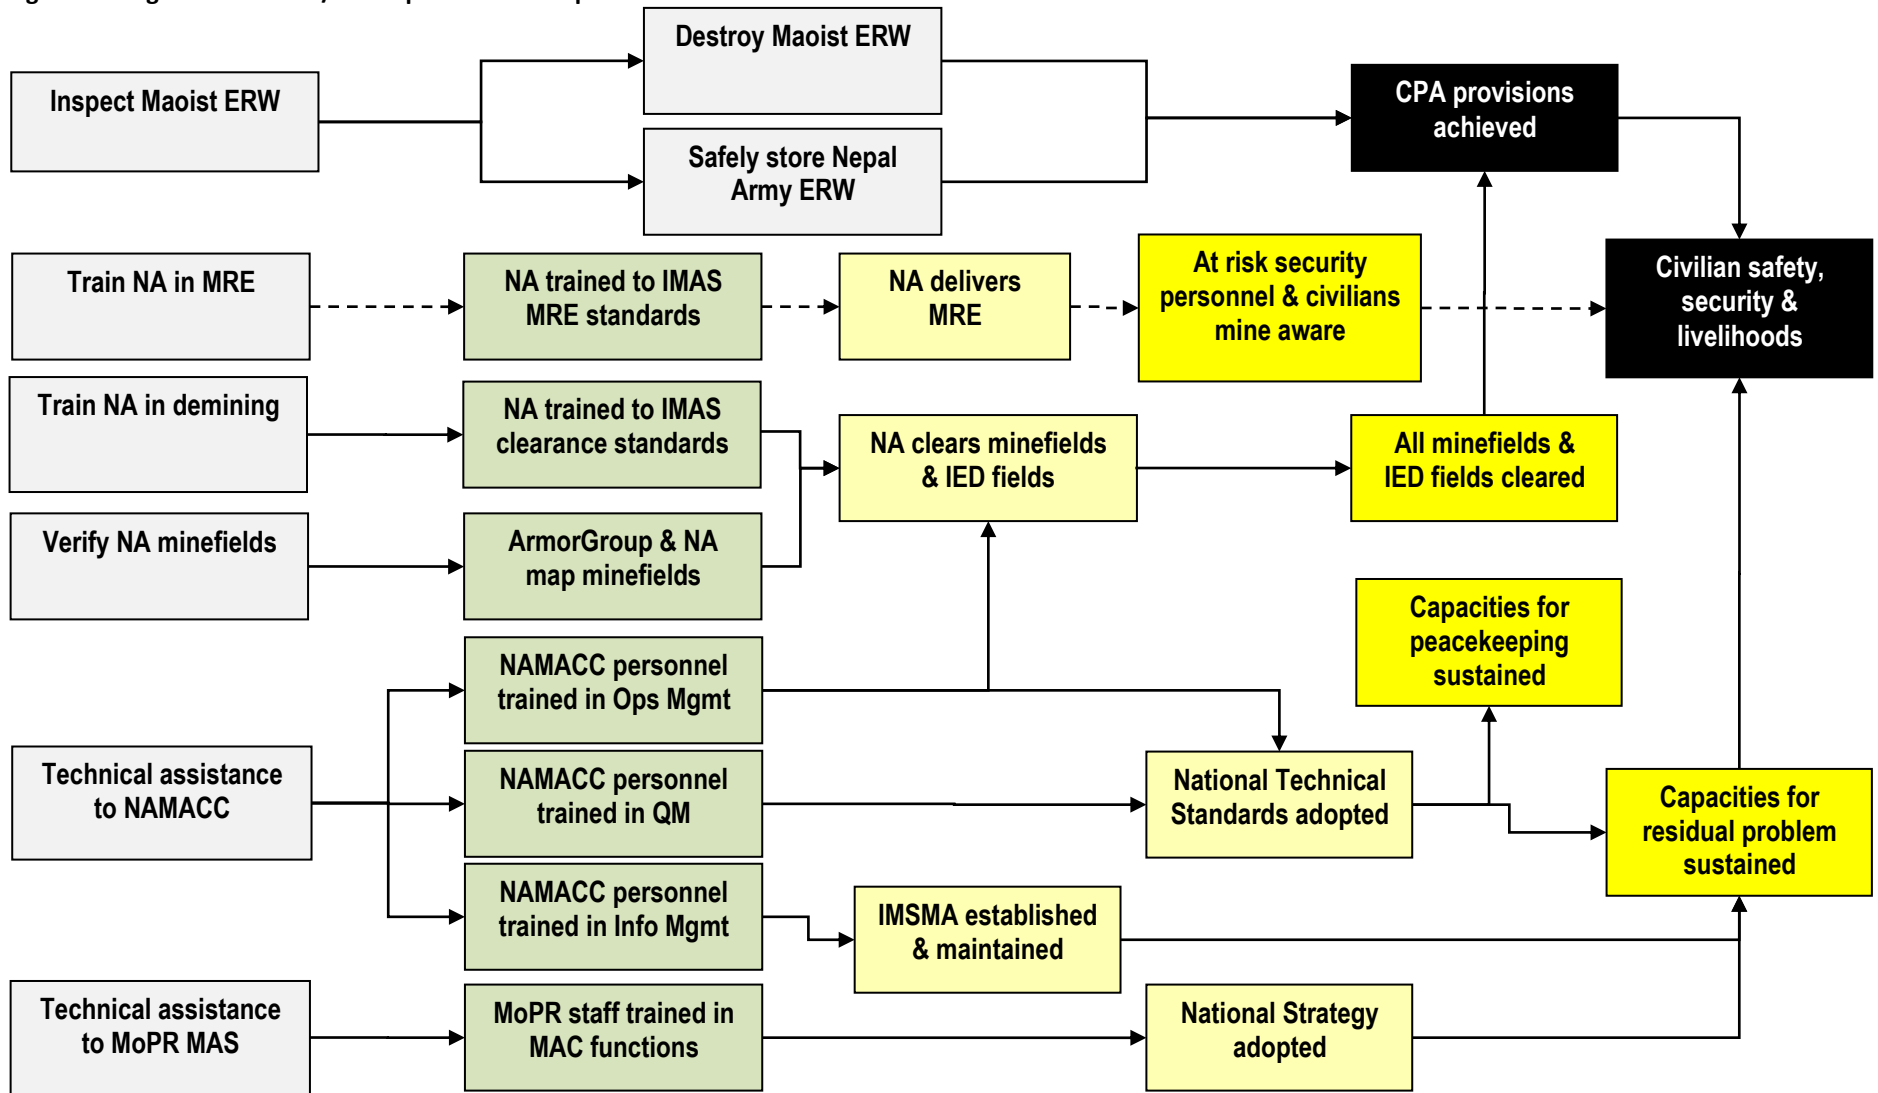 Destroy Maoist ERW
Inspect Maoist ERW
CPA provisions
achieved
Safely store Nepal
Army ERW
Train NA in MRE
NA trained to IMAS
MRE standards
NA delivers
MRE
At risk security
personnel & civilians
mine aware
Civilian safety,
security &
livelihoods
Train NA in demining
NA trained to IMAS
clearance standards
NA clears minefields
& IED fields
All minefields &
IED fields cleared
Verify NA minefields
ArmorGroup & NA
map minefields
Capacities for
peacekeeping
sustained
NAMACC personnel
trained in Ops Mgmt
Technical assistance
to NAMACC
NAMACC personnel
trained in QM
National Technical
Standards adopted
Capacities for
residual problem
sustained
NAMACC personnel
trained in Info Mgmt
IMSMA established
& maintained
Technical assistance
to MoPR MAS
MoPR staff trained in
MAC functions
National Strategy
adopted